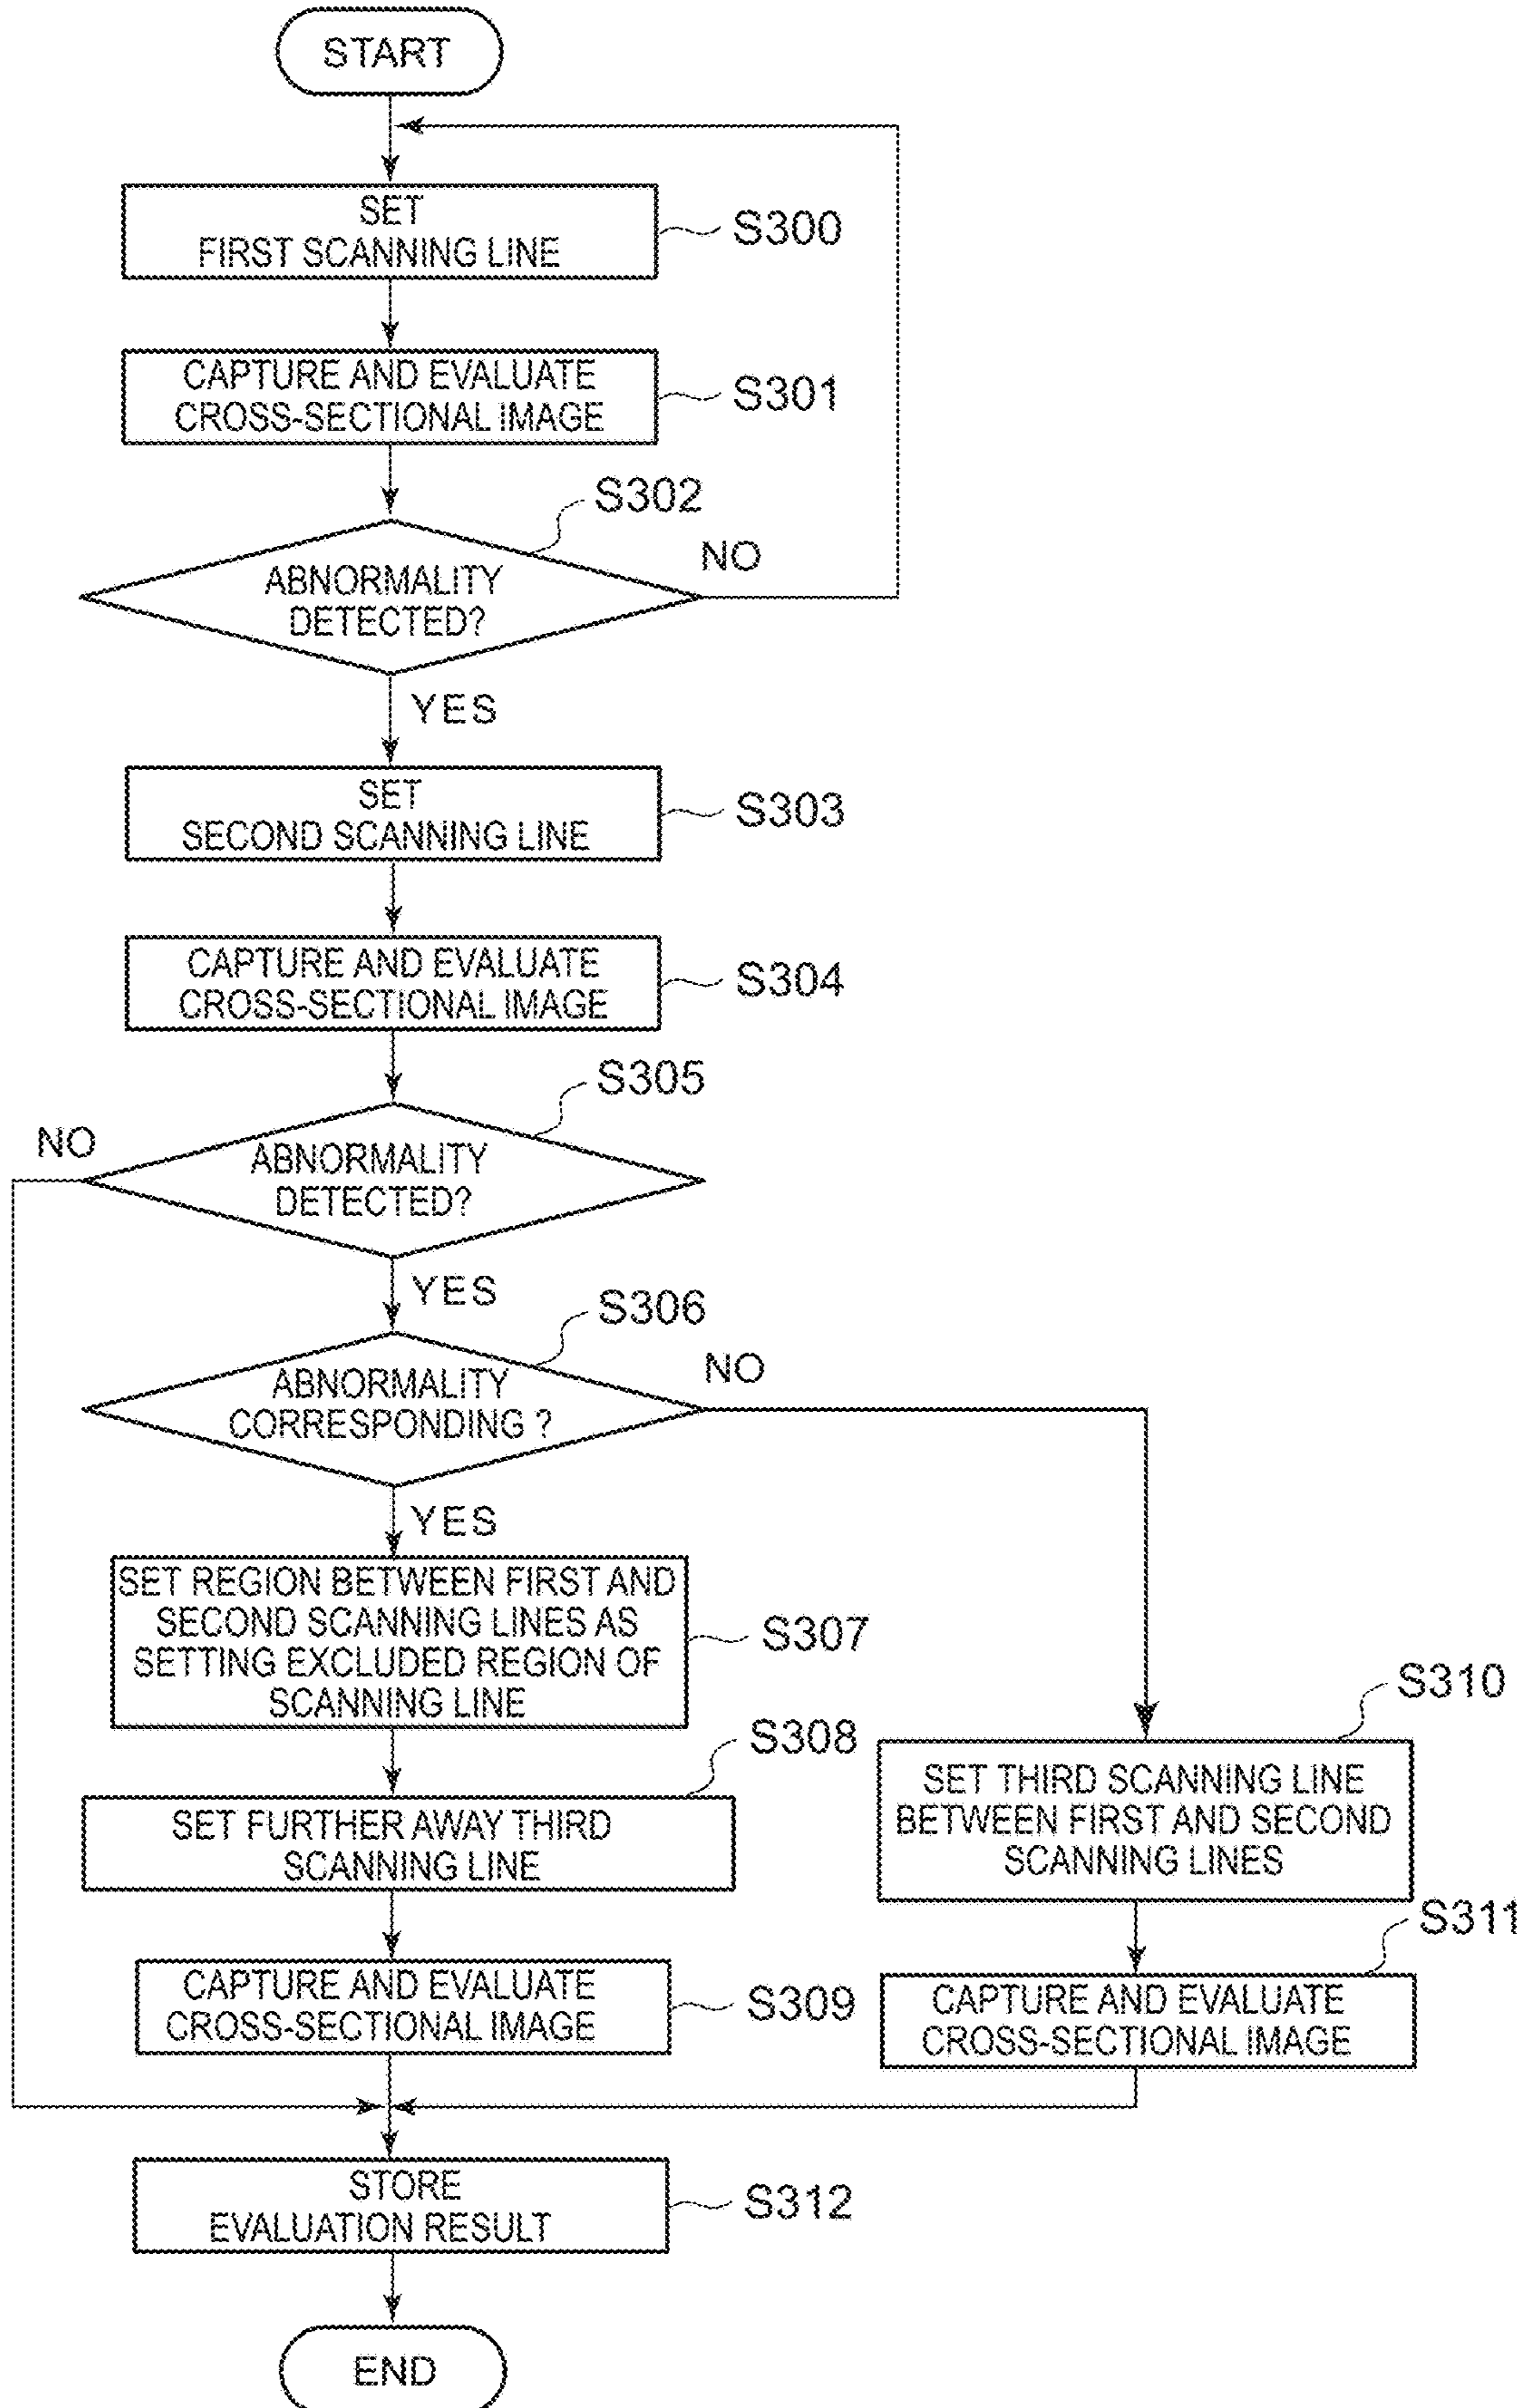 START
SET
FIRST SCANNING LINE
S300
CAPTURE AND EVALUATE
CROSS-SECTIONAL IMAGE
S301
S302
NO
ABNORMALITY
DETECTED?
YES
SET
SECOND SCANNING LINE
S303
CAPTURE AND EVALUATE
CROSS-SECTIONAL IMAGE
S304
S305
NO
ABNORMALITY
DETECTED?
YES
S306
NO
ABNORMALITY
CORRESPONDING ?
YES
SET REGION BETWEEN FIRST AND
SECOND SCANNING LINES AS
SETTING EXCLUDED REGION OF
SCANNING LINE
S307
S308
SET FURTHER AWAY THIRD
SCANNING LINE
CAPTURE AND EVALUATE
CROSS-SECTIONAL IMAGE
S309
S310
SET THIRD SCANNING LINE
BETWEEN FIRST AND SECOND
SCANNING LINES
S311
CAPTURE AND EVALUATE
CROSS-SECTIONAL IMAGE
STORE
EVALUATION RESULT
S312
END